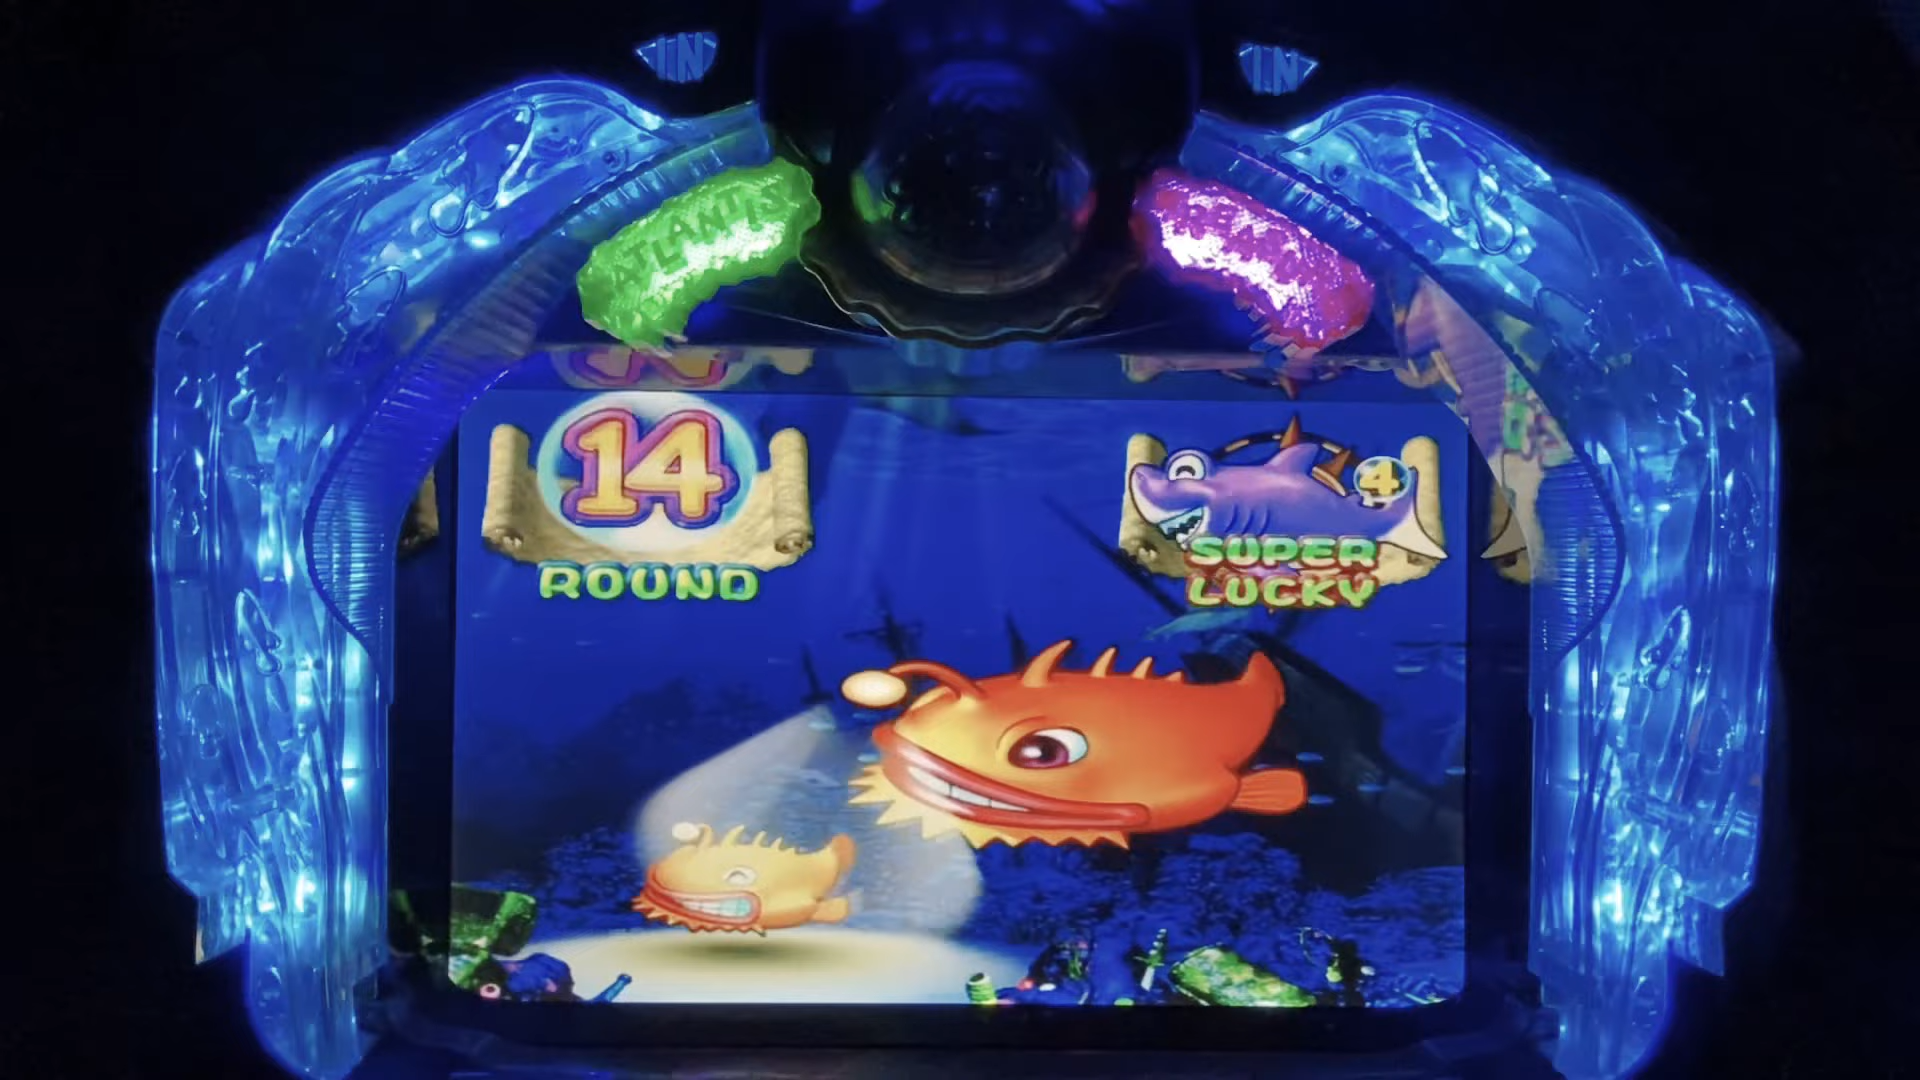 IN
IN
ATLANTIS
14
ROUND
4
SUPER
LUCKY